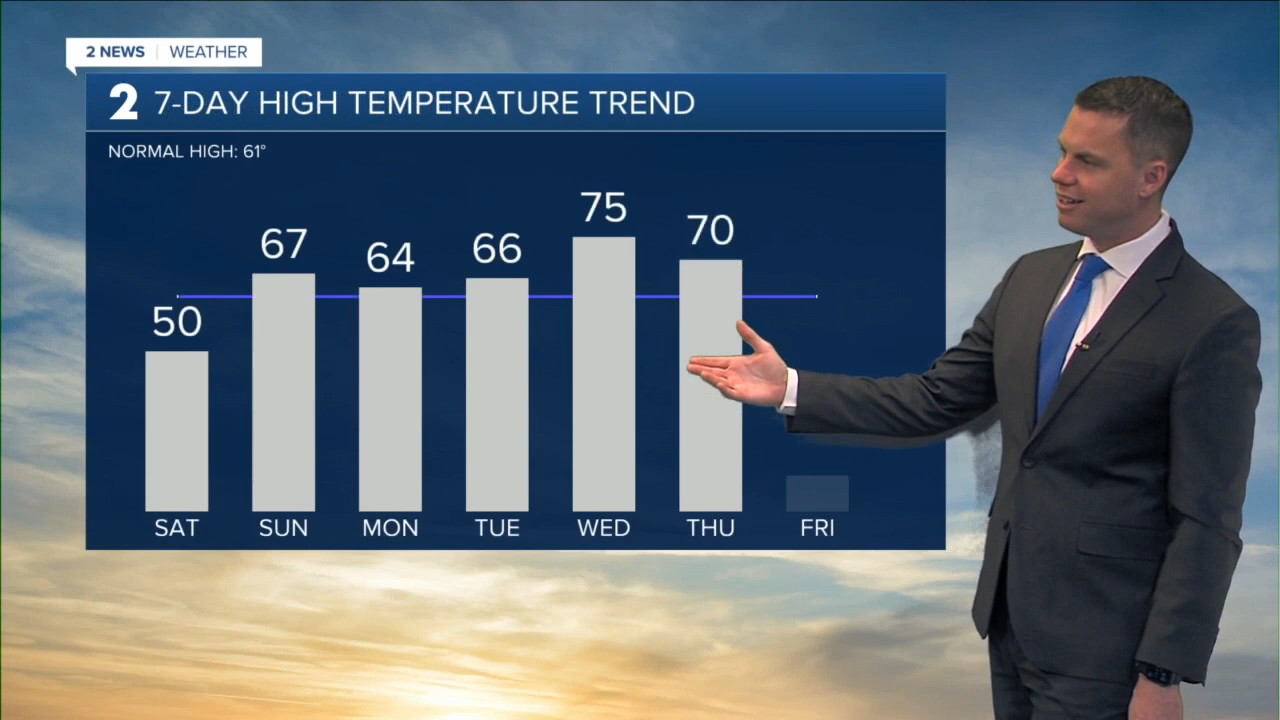 2 NEWS | WEATHER
2 7-DAY HIGH TEMPERATURE TREND
NORMAL HIGH: 61°
50 67 64 66 75 70
SAT SUN MON TUE WED THU FRI